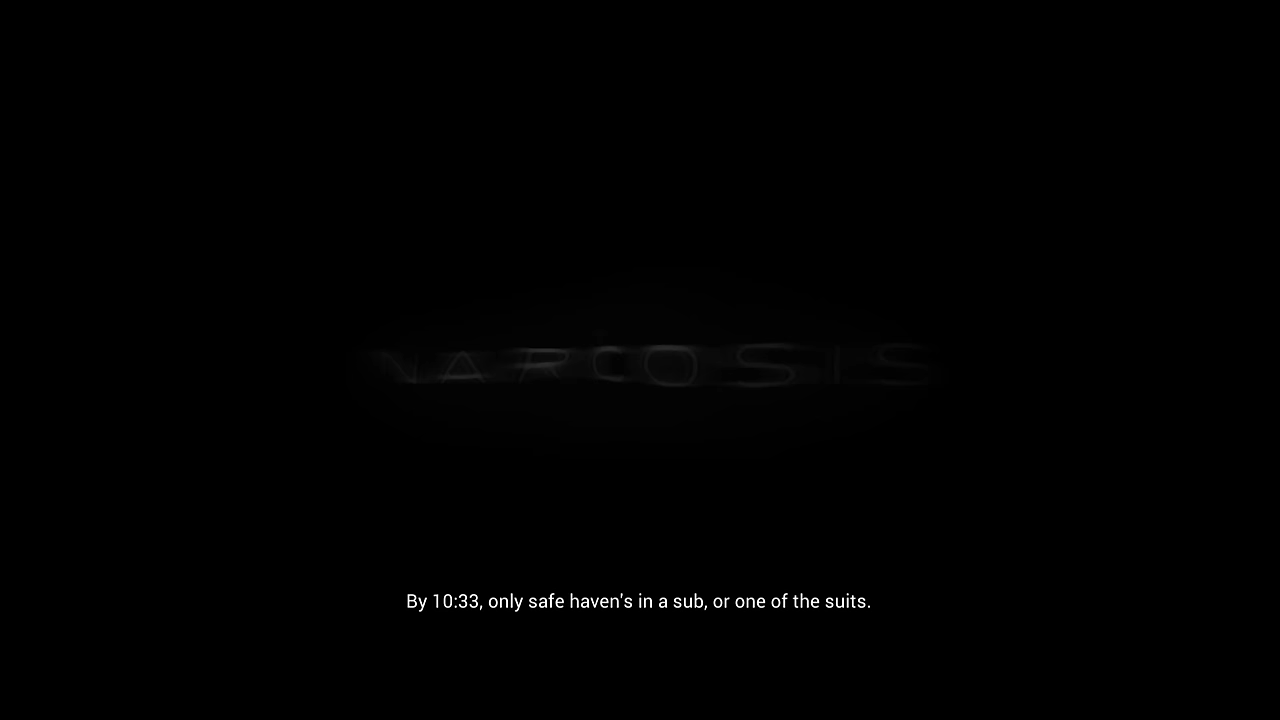 NARCOSIS
By 10:33, only safe haven's in a sub, or one of the suits.